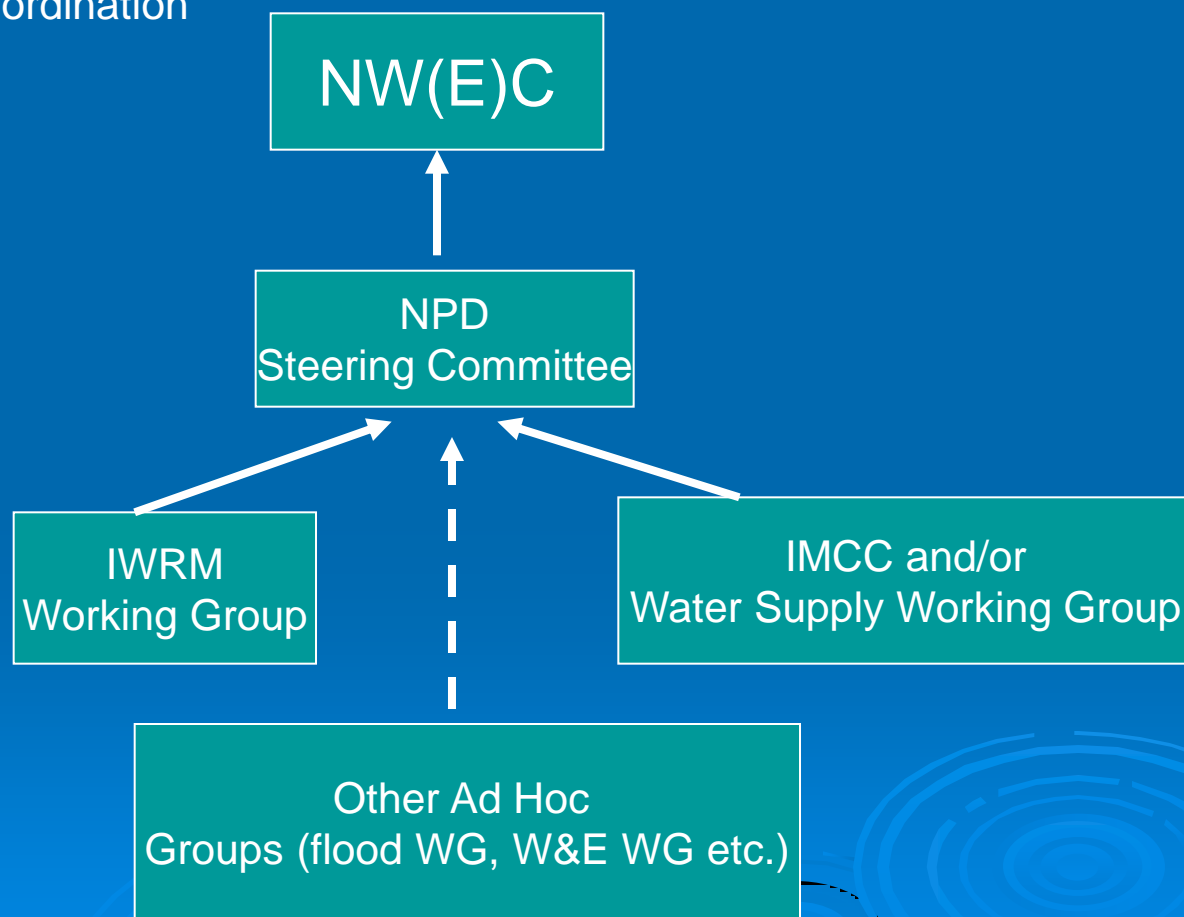 ordination
NW(E)C
NPD
Steering Committee
IWRM
Working Group
IMCC and/or
Water Supply Working Group
Other Ad Hoc
Groups (flood WG, W&E WG etc.)